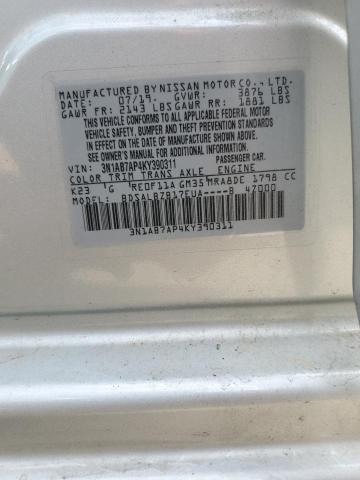 MANUFACTURED BY NISSAN MOTOR CO., LTD.
DATE: 07/19. GVWR: 3876 LBS
GAWR FR: 2143 LBS GAWR RR: 1881 LBS
THIS VEHICLE CONFORMS TO ALL APPLICABLE FEDERAL MOTOR
VEHICLE SAFETY, BUMPER AND THEFT PREVENTION STANDARDS
IN EFFECT ON THE DATE OF MANUFACTURE SHOWN ABOVE.
SEE OWNER'S MANUAL FOR ADDITIONAL INFORMATION.
VIN: 3N1AB7AP4KY390311 PASSENGER CAR.
COLOR TRIM TRANS AXLE ENGINE
K23 G RE0F11A GM35 MRA8DE 1798 CC
MODEL: BDSALBZB17EUA----B 47000
3N1AB7AP4KY390311